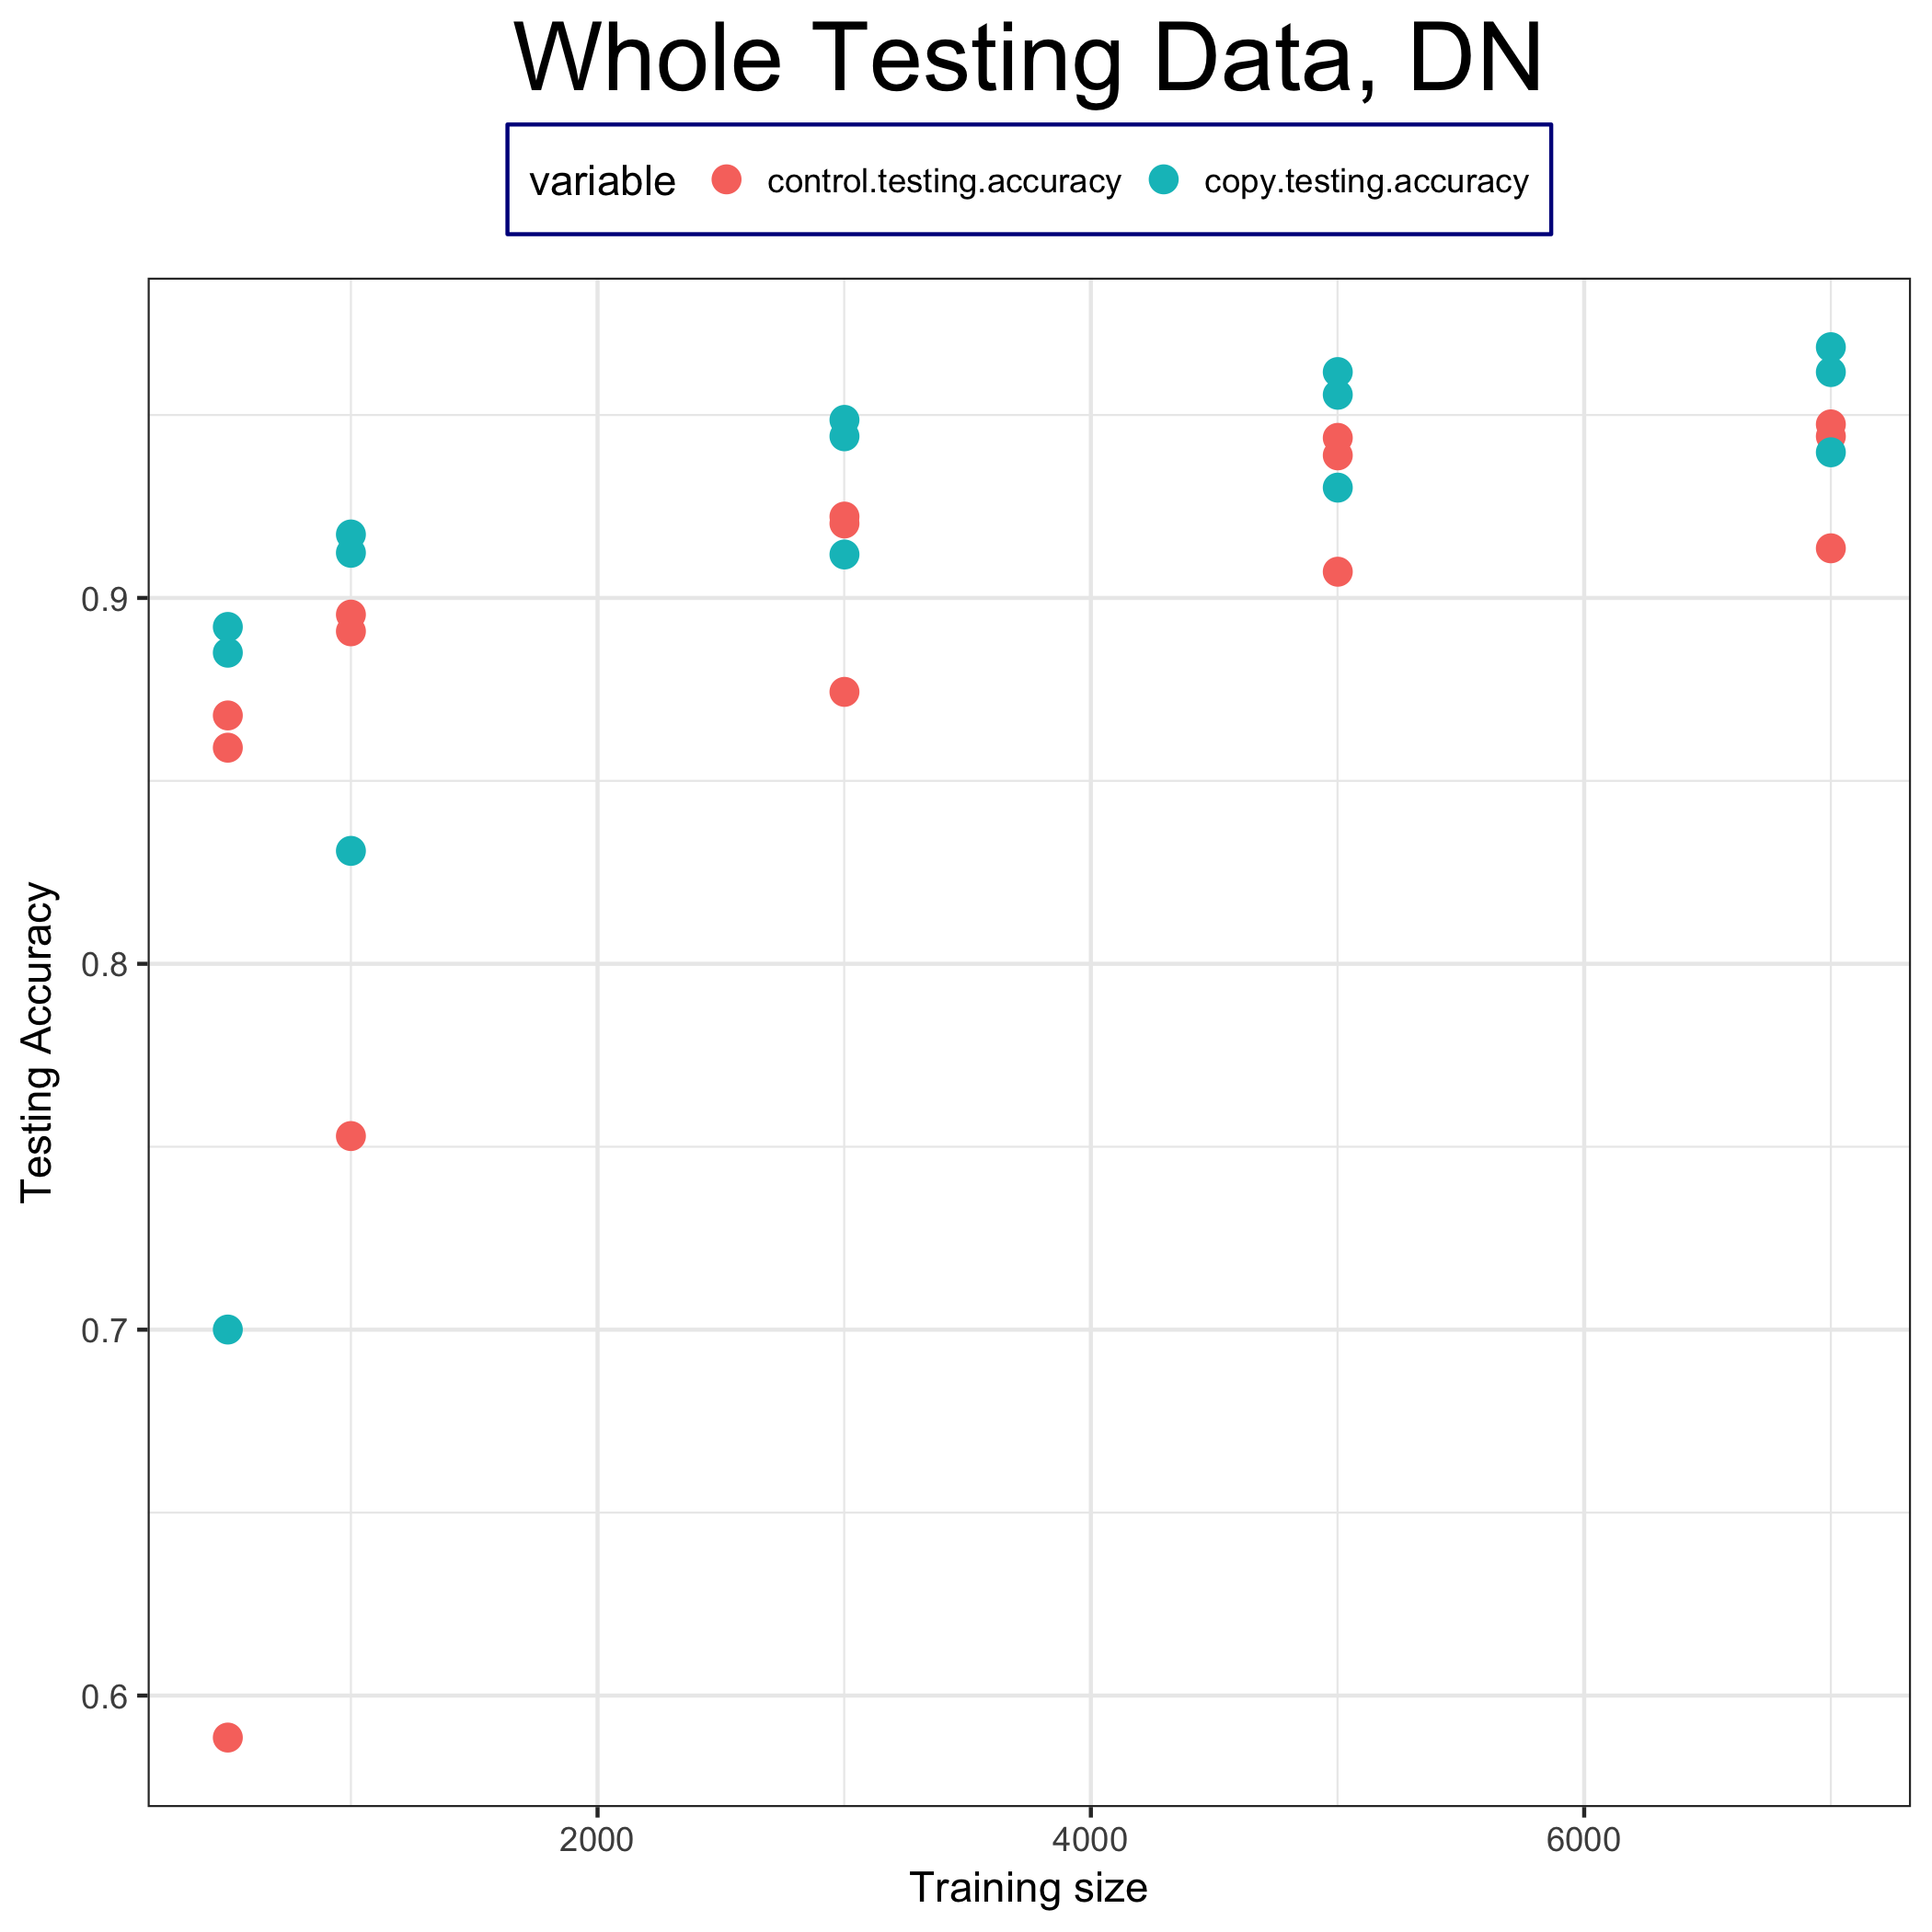 Whole Testing Data, DN
variable control.testing.accuracy copy.testing.accuracy
Testing Accuracy
0.9
0.8
0.7
0.6
2000 4000 6000
Training size